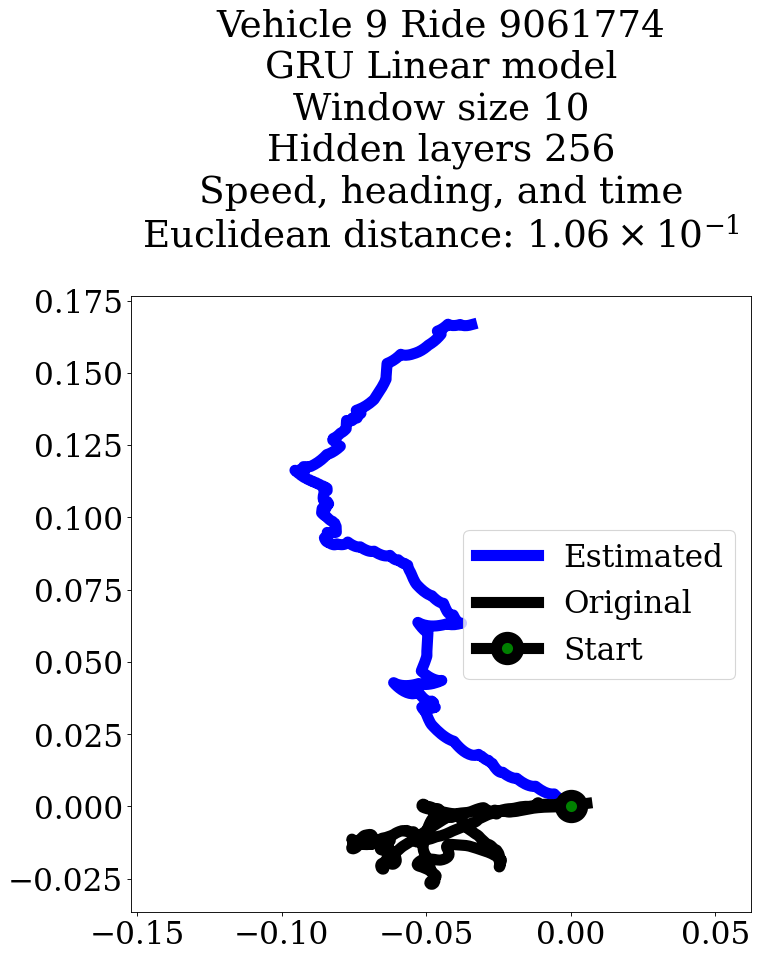 Vehicle 9 Ride 9061774
GRU Linear model
Window size 10
Hidden layers 256
Speed, heading, and time
Euclidean distance: 1.06 × 10⁻¹
0.175
0.150
0.125
0.100
0.075
0.050
0.025
0.000
−0.025
Estimated
Original
Start
−0.15 −0.10 −0.05 0.00 0.05